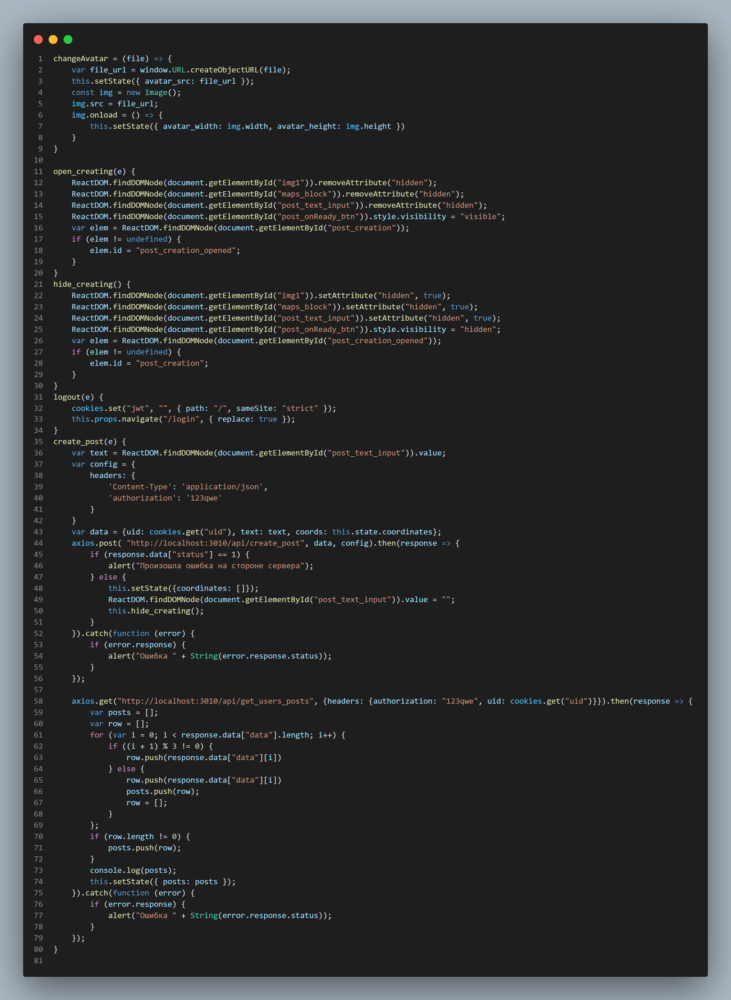 1 changeAvatar = (file) => {
2     var file_url = window.URL.createObjectURL(file);
3     this.setState({ avatar_src: file_url });
4     const img = new Image();
5     img.src = file_url;
6     img.onload = () => {
7         this.setState({ avatar_width: img.width, avatar_height: img.height })
8     }
9 }
10
11 open_creating(e) {
12     ReactDOM.findDOMNode(document.getElementById("img1")).removeAttribute("hidden");
13     ReactDOM.findDOMNode(document.getElementById("maps_block")).removeAttribute("hidden");
14     ReactDOM.findDOMNode(document.getElementById("post_text_input")).removeAttribute("hidden");
15     ReactDOM.findDOMNode(document.getElementById("post_onReady_btn")).style.visibility = "visible";
16     var elem = ReactDOM.findDOMNode(document.getElementById("post_creation"));
17     if (elem != undefined) {
18         elem.id = "post_creation_opened";
19     }
20 }
21 hide_creating() {
22     ReactDOM.findDOMNode(document.getElementById("img1")).setAttribute("hidden", true);
23     ReactDOM.findDOMNode(document.getElementById("maps_block")).setAttribute("hidden", true);
24     ReactDOM.findDOMNode(document.getElementById("post_text_input")).setAttribute("hidden", true);
25     ReactDOM.findDOMNode(document.getElementById("post_onReady_btn")).style.visibility = "hidden";
26     var elem = ReactDOM.findDOMNode(document.getElementById("post_creation_opened"));
27     if (elem != undefined) {
28         elem.id = "post_creation";
29     }
30 }
31 logout(e) {
32     cookies.set("jwt", "", { path: "/", sameSite: "strict" });
33     this.props.navigate("/login", { replace: true });
34 }
35 create_post(e) {
36     var text = ReactDOM.findDOMNode(document.getElementById("post_text_input")).value;
37     var config = {
38         headers: {
39             'Content-Type': 'application/json',
40             'authorization': '123qwe'
41         }
42     }
43     var data = {uid: cookies.get("uid"), text: text, coords: this.state.coordinates};
44     axios.post( "http://localhost:3010/api/create_post", data, config).then(response => {
45         if (response.data["status"] == 1) {
46             alert("Произошла ошибка на стороне сервера");
47         } else {
48             this.setState({coordinates: []});
49             ReactDOM.findDOMNode(document.getElementById("post_text_input")).value = "";
50             this.hide_creating();
51         }
52     }).catch(function (error) {
53         if (error.response) {
54             alert("Ошибка " + String(error.response.status));
55         }
56     });
57
58     axios.get("http://localhost:3010/api/get_users_posts", {headers: {authorization: "123qwe", uid: cookies.get("uid")}}).then(response => {
59         var posts = [];
60         var row = [];
61         for (var i = 0; i < response.data["data"].length; i++) {
62             if ((i + 1) % 3 != 0) {
63                 row.push(response.data["data"][i])
64             } else {
65                 row.push(response.data["data"][i])
66                 posts.push(row);
67                 row = [];
68             }
69         };
70         if (row.length != 0) {
71             posts.push(row);
72         }
73         console.log(posts);
74         this.setState({ posts: posts });
75     }).catch(function (error) {
76         if (error.response) {
77             alert("Ошибка " + String(error.response.status));
78         }
79     });
80 }
81